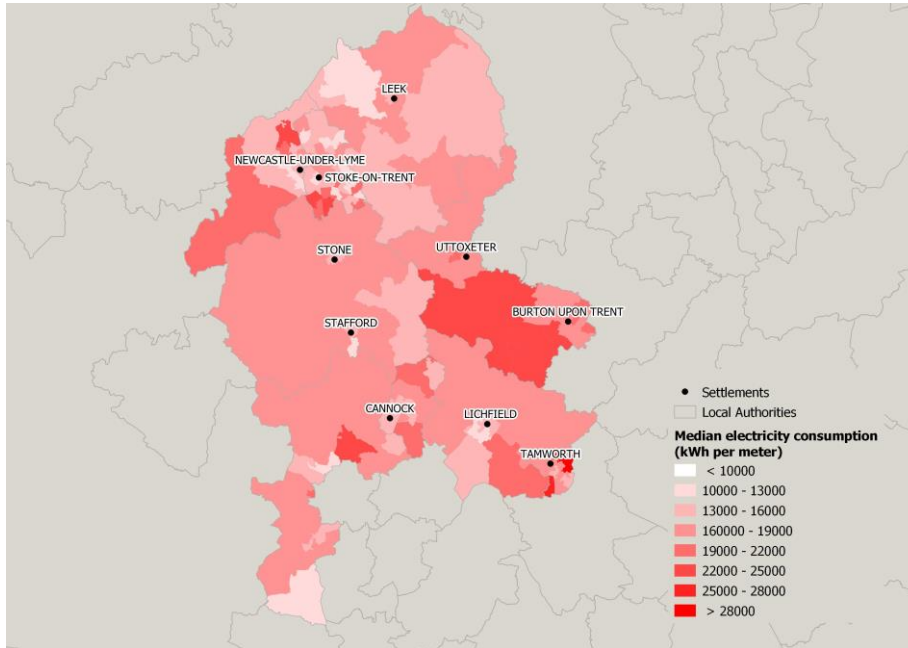 LEEK
NEWCASTLE-UNDER-LYME
STOKE-ON-TRENT
STONE
UTTOXETER
BURTON UPON TRENT
STAFFORD
CANNOCK
LICHFIELD
TAMWORTH
Settlements
Local Authorities
Median electricity consumption
(kWh per meter)
< 10000
10000 - 13000
13000 - 16000
160000 - 19000
19000 - 22000
22000 - 25000
25000 - 28000
> 28000